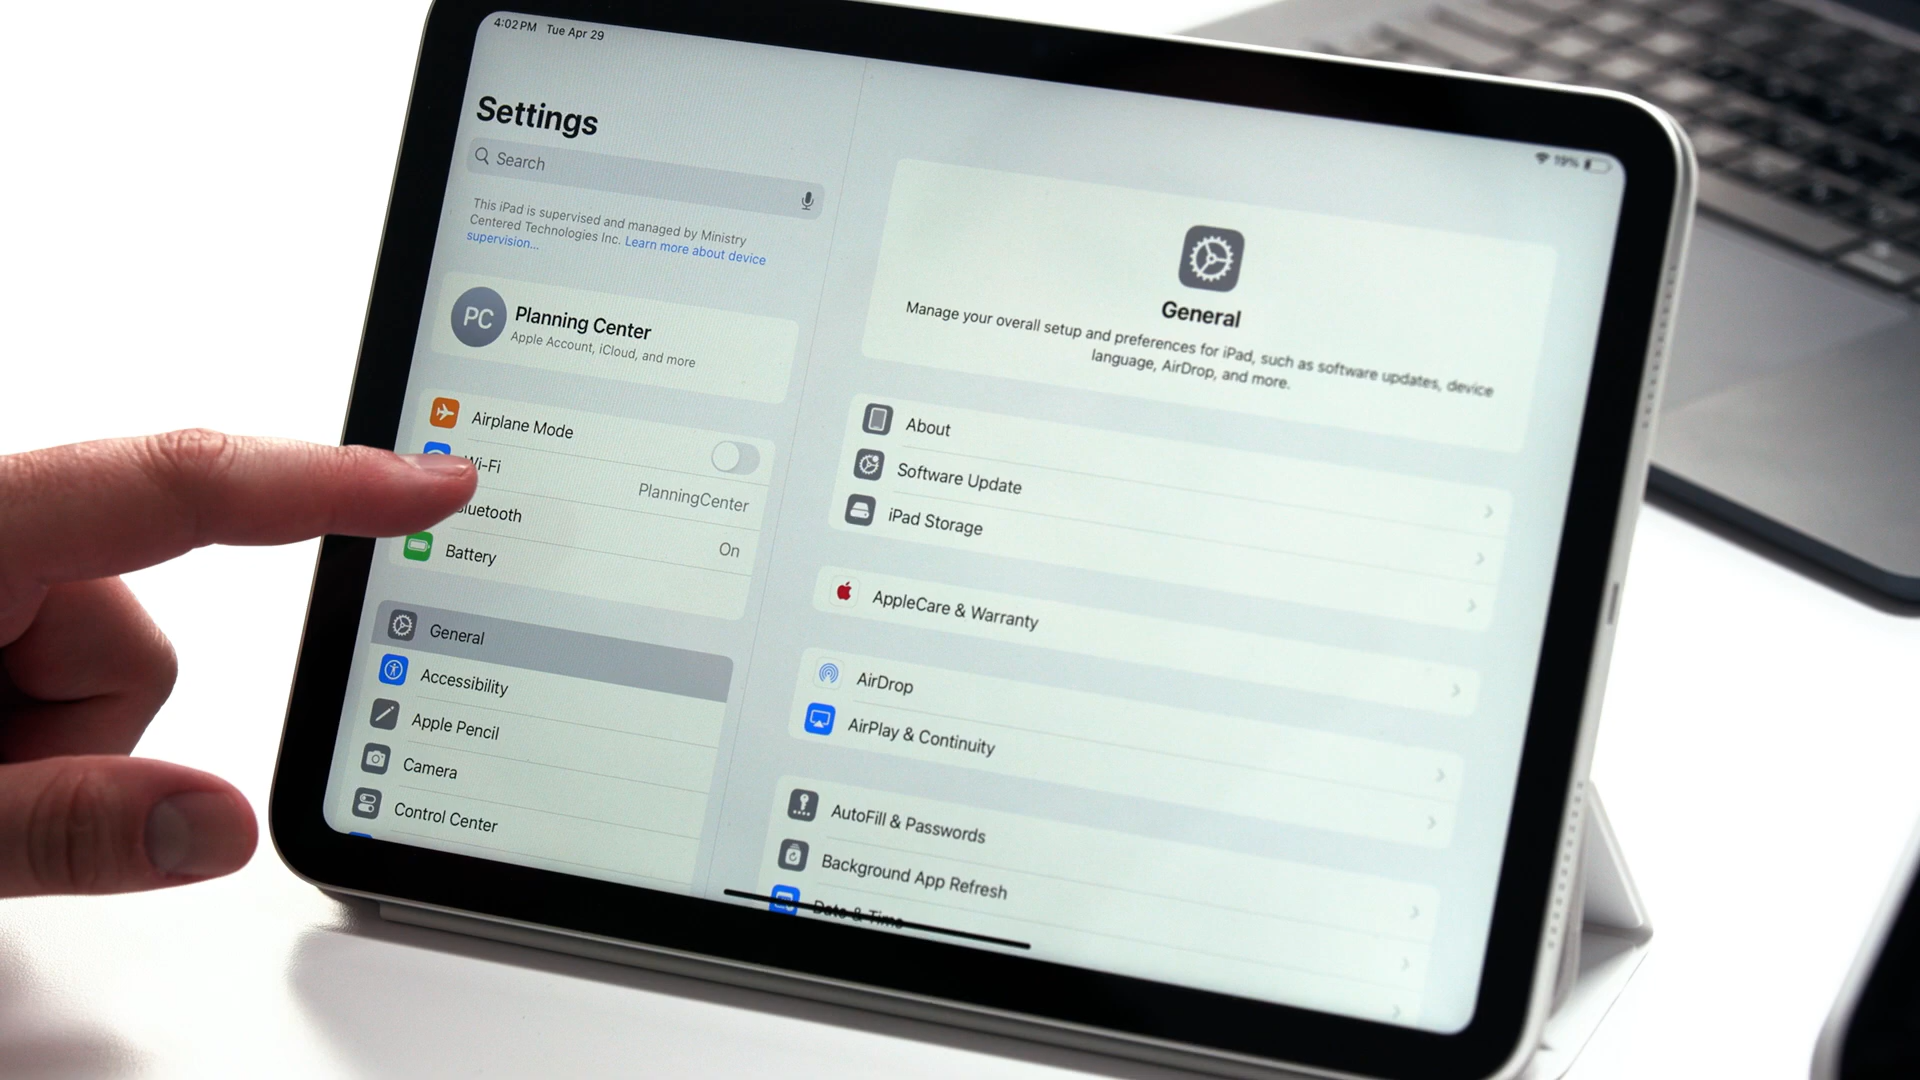 4:02 PM Tue Apr 29
19%
Settings
Search
This iPad is supervised and managed by Ministry
Centered Technologies Inc. Learn more about device
supervision...
PC
Planning Center
Apple Account, iCloud, and more
Airplane Mode
Wi-Fi
PlanningCenter
luetooth
On
Battery
General
Accessibility
Apple Pencil
Camera
Control Center
General
Manage your overall setup and preferences for iPad, such as software updates, device
language, AirDrop, and more.
About
Software Update
iPad Storage
AppleCare & Warranty
AirDrop
AirPlay & Continuity
AutoFill & Passwords
Background App Refresh
Date & Time